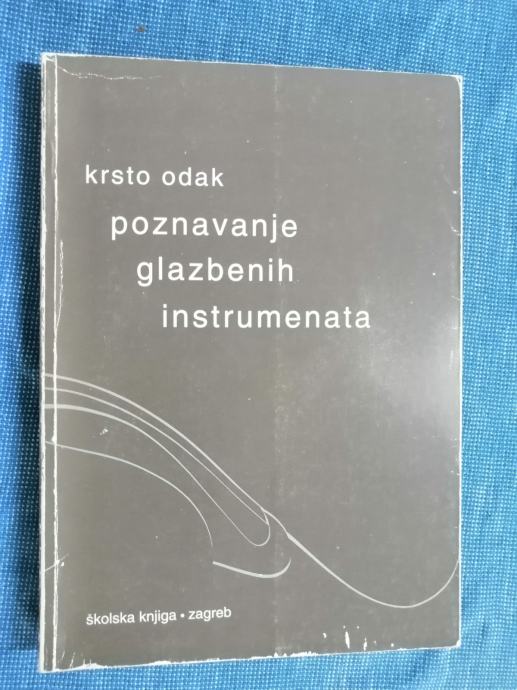 krsto odak
poznavanje
glazbenih
instrumenata
školska knjiga • zagreb